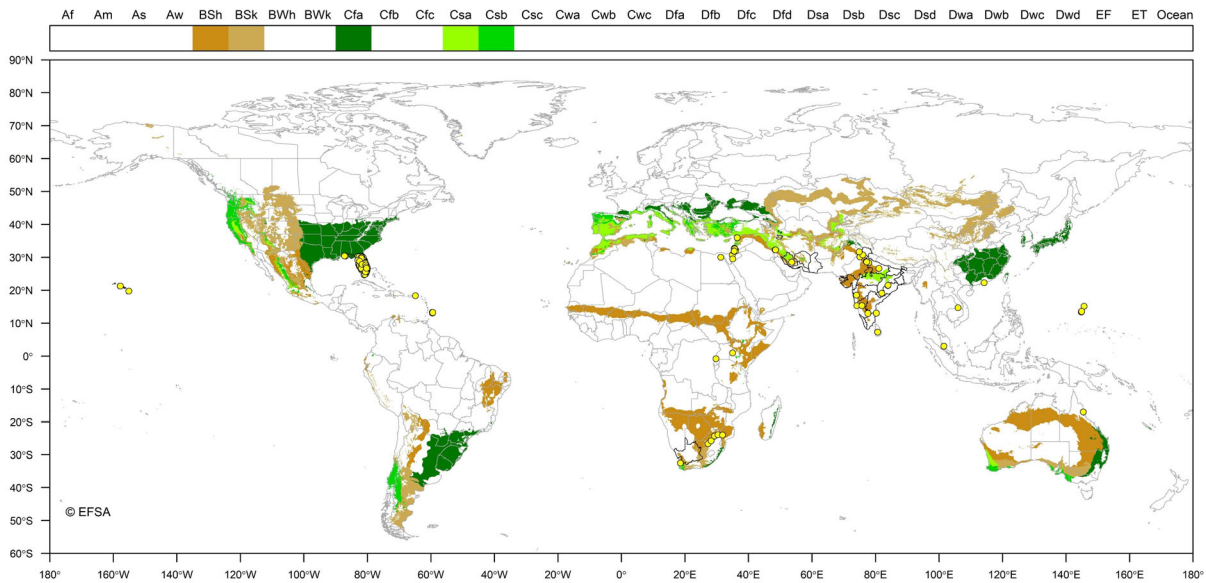 Af Am As Aw BSh BSk BWh BWk Cfa Cfb Cfc Csa Csb Csc Cwa Cwb Cwc Dfa Dfb Dfc Dfd Dsa Dsb Dsc Dsd Dwa Dwb Dwc Dwd EF ET Ocean
90°N
80°N
70°N
60°N
50°N
40°N
30°N
20°N
10°N
0°
10°S
20°S
30°S
40°S
50°S
60°S
© EFSA
180° 160°W 140°W 120°W 100°W 80°W 60°W 40°W 20°W 0° 20°E 40°E 60°E 80°E 100°E 120°E 140°E 160°E 180°